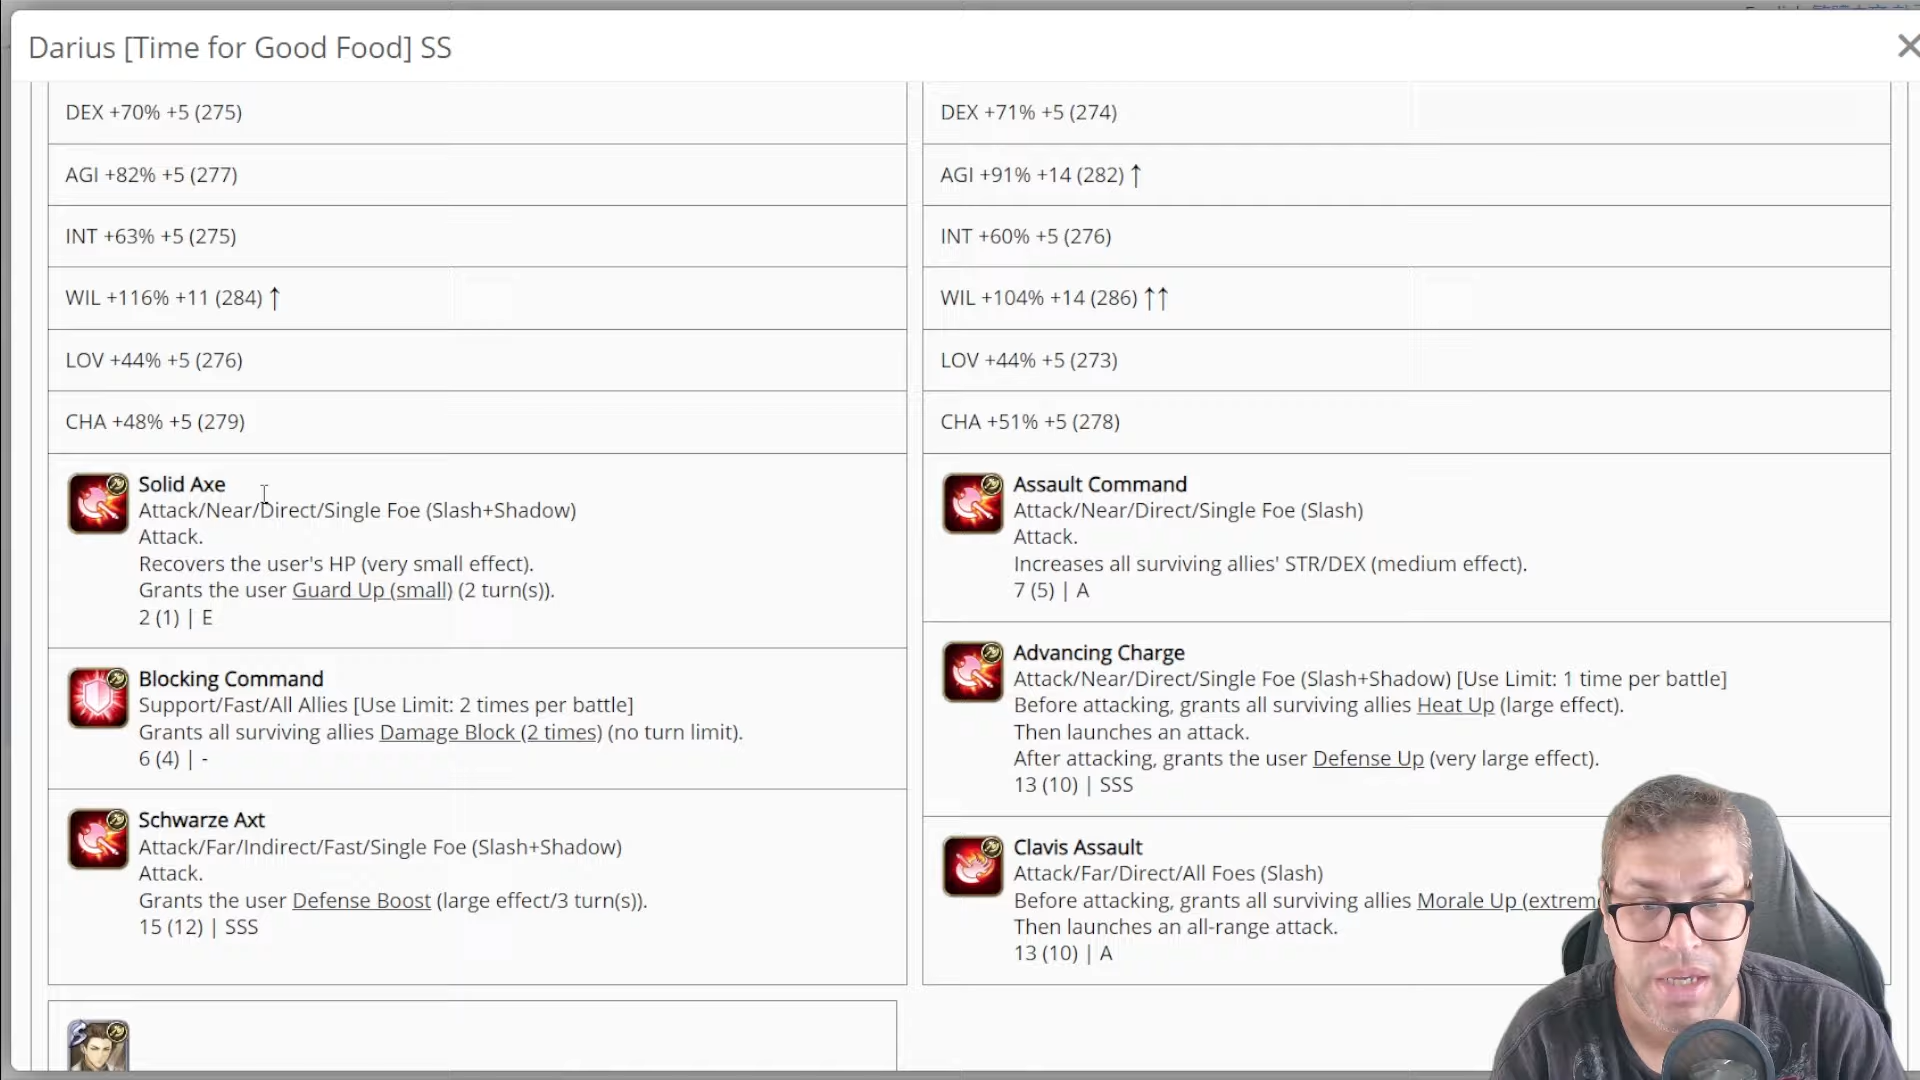 Darius [Time for Good Food] SS
DEX +70% +5 (275)
AGI +82% +5 (277)
INT +63% +5 (275)
WIL +116% +11 (284) ↑
LOV +44% +5 (276)
CHA +48% +5 (279)
Solid Axe
Attack/Near/Direct/Single Foe (Slash+Shadow)
Attack.
Recovers the user's HP (very small effect).
Grants the user Guard Up (small) (2 turn(s)).
2 (1) | E
Blocking Command
Support/Fast/All Allies [Use Limit: 2 times per battle]
Grants all surviving allies Damage Block (2 times) (no turn limit).
6 (4) | -
Schwarze Axt
Attack/Far/Indirect/Fast/Single Foe (Slash+Shadow)
Attack.
Grants the user Defense Boost (large effect/3 turn(s)).
15 (12) | SSS
DEX +71% +5 (274)
AGI +91% +14 (282) ↑
INT +60% +5 (276)
WIL +104% +14 (286) ↑↑
LOV +44% +5 (273)
CHA +51% +5 (278)
Assault Command
Attack/Near/Direct/Single Foe (Slash)
Attack.
Increases all surviving allies' STR/DEX (medium effect).
7 (5) | A
Advancing Charge
Attack/Near/Direct/Single Foe (Slash+Shadow) [Use Limit: 1 time per battle]
Before attacking, grants all surviving allies Heat Up (large effect).
Then launches an attack.
After attacking, grants the user Defense Up (very large effect).
13 (10) | SSS
Clavis Assault
Attack/Far/Direct/All Foes (Slash)
Before attacking, grants all surviving allies Morale Up (extrem
Then launches an all-range attack.
13 (10) | A